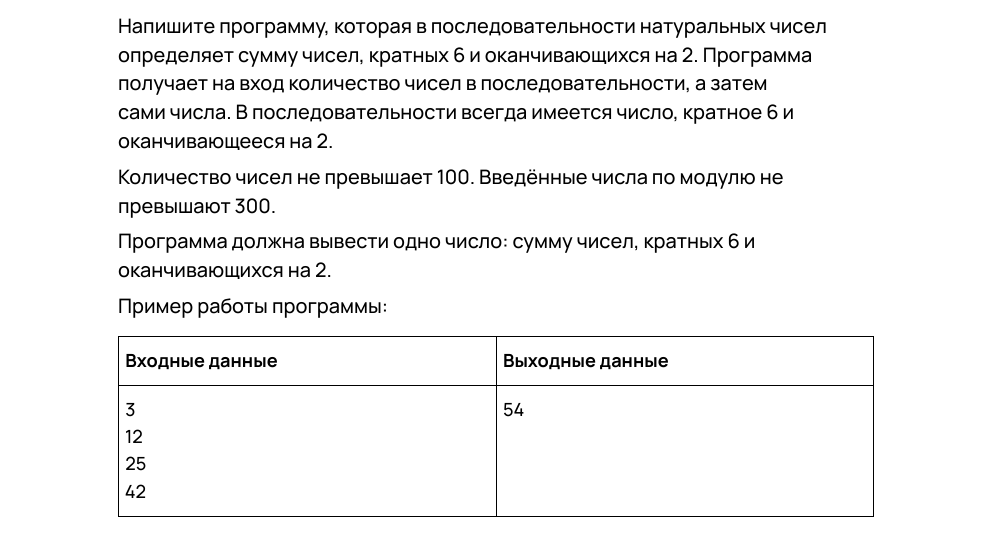 Напишите программу, которая в последовательности натуральных чисел
определяет сумму чисел, кратных 6 и оканчивающихся на 2. Программа
получает на вход количество чисел в последовательности, а затем
сами числа. В последовательности всегда имеется число, кратное 6 и
оканчивающееся на 2.
Количество чисел не превышает 100. Введённые числа по модулю не
превышают 300.
Программа должна вывести одно число: сумму чисел, кратных 6 и
оканчивающихся на 2.
Пример работы программы:
Входные данные
Выходные данные
3
12
25
42
54